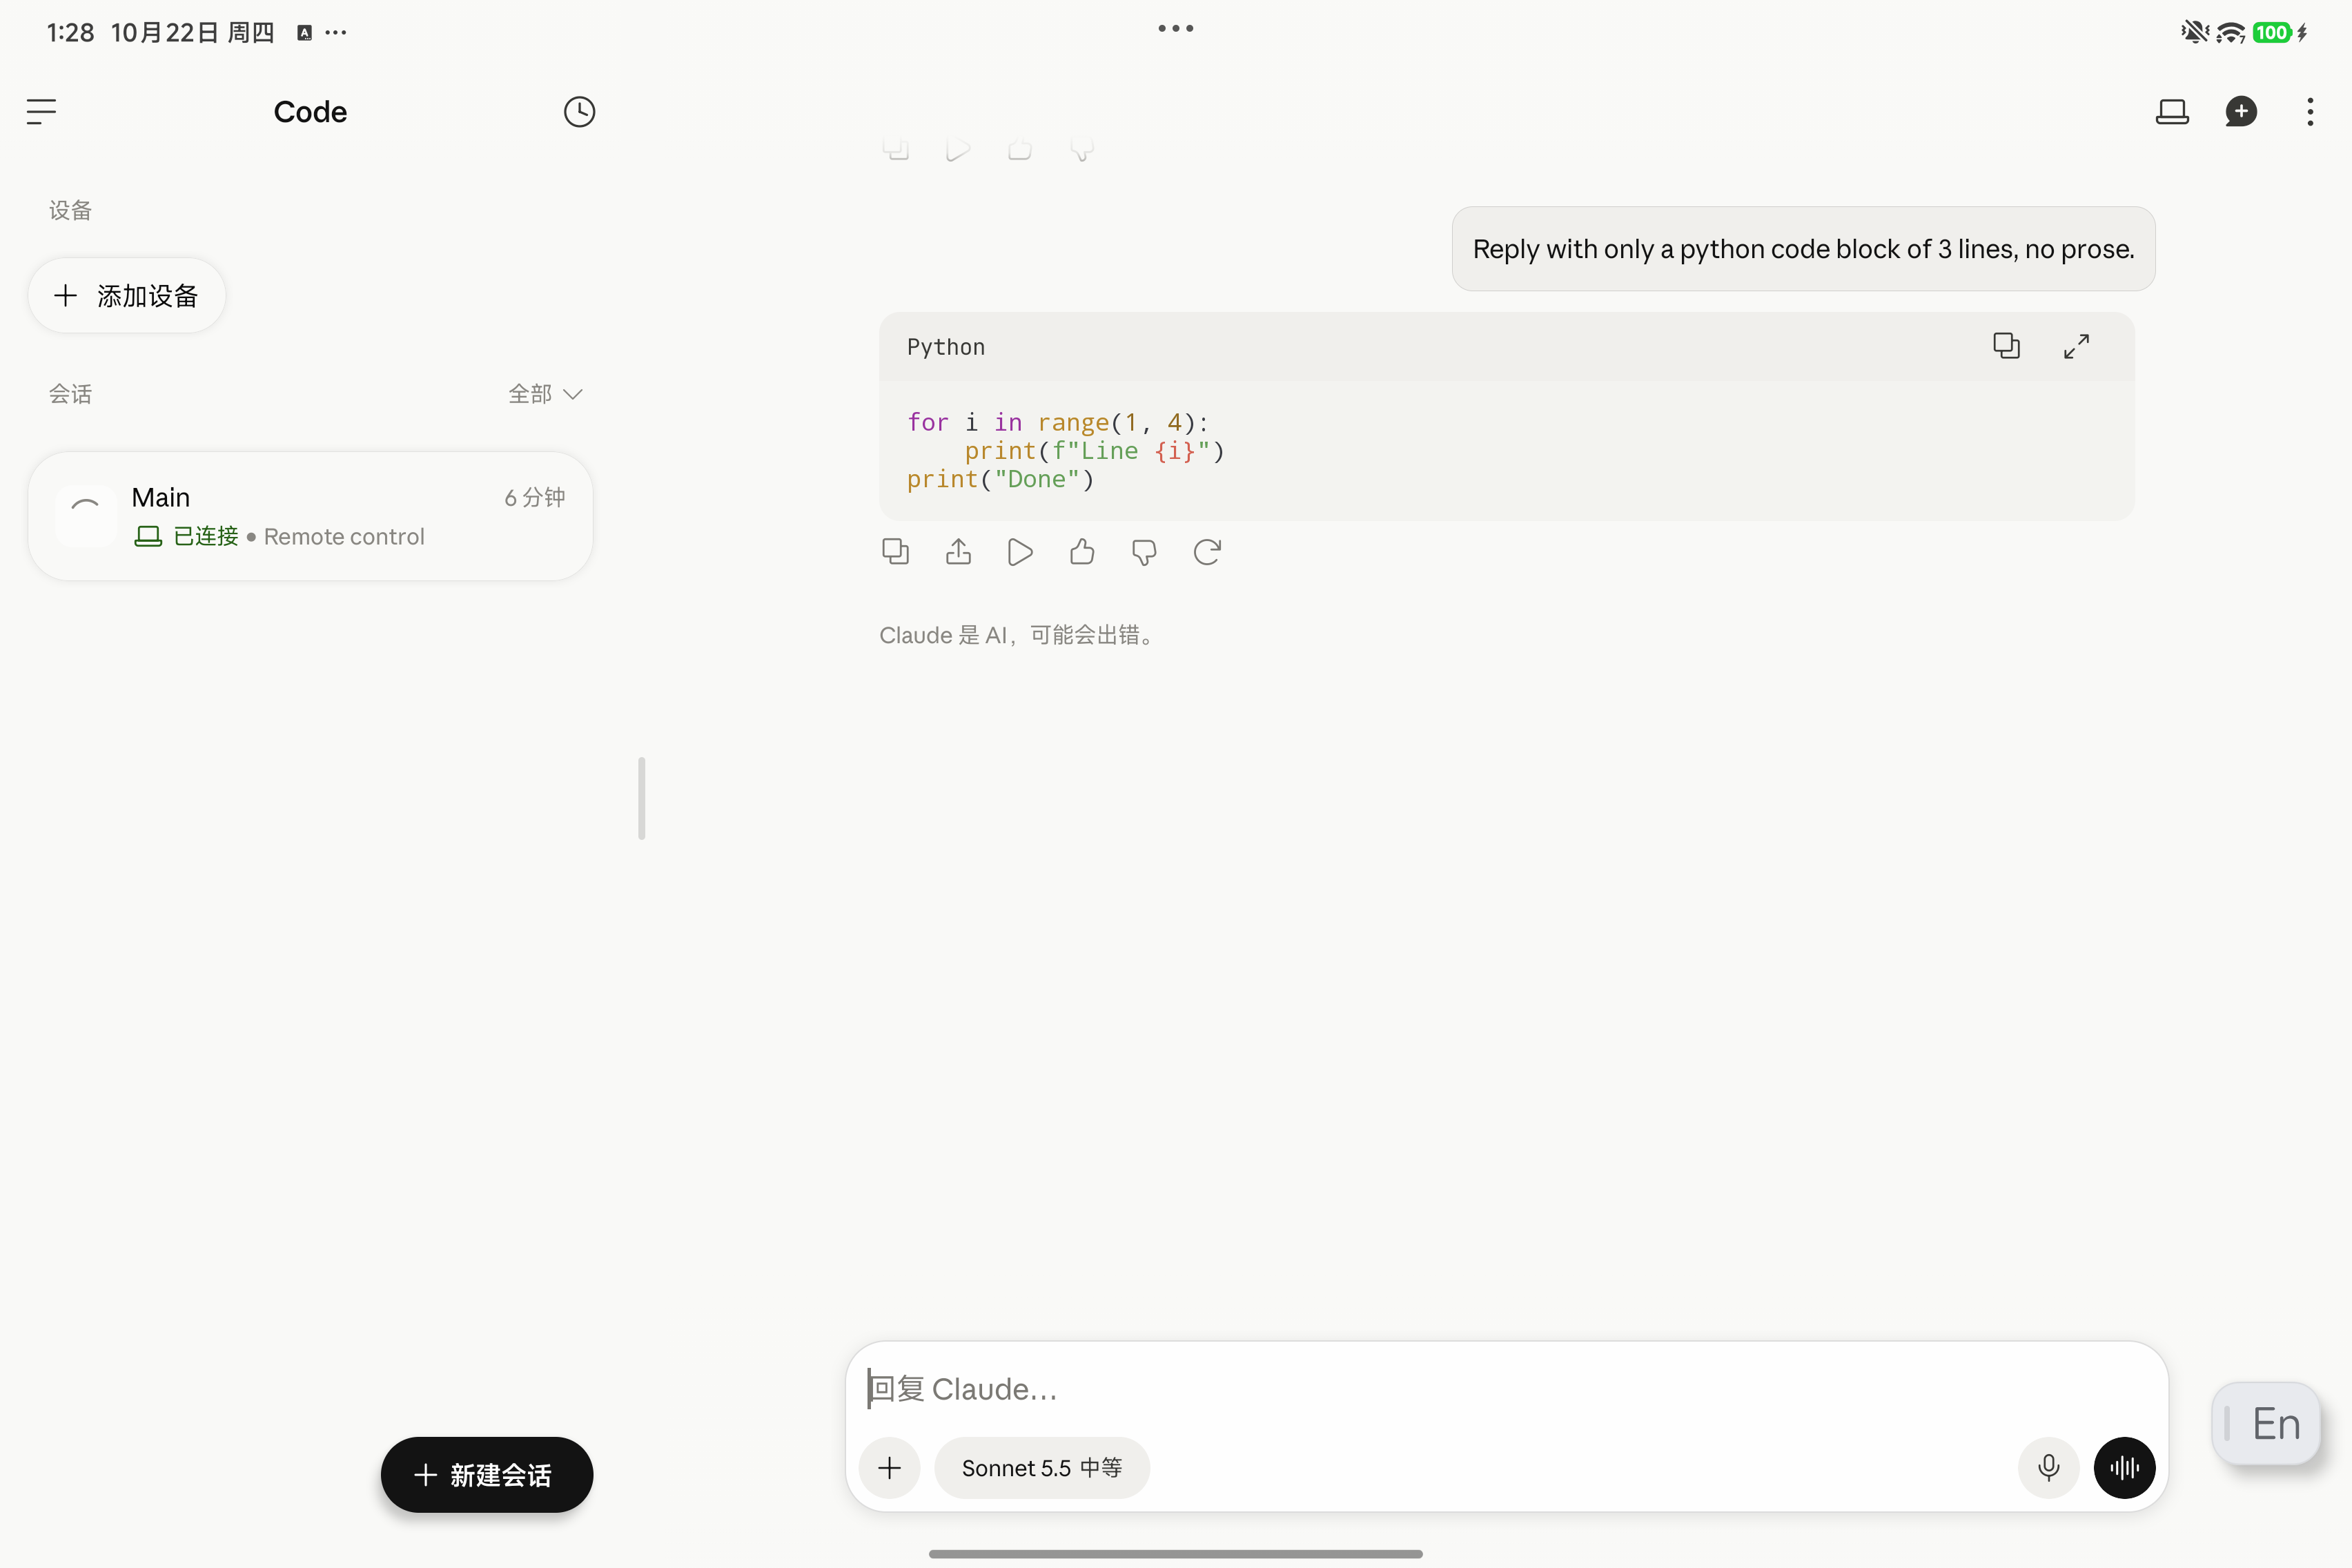 1:28 10月22日 周四 A ···
7
100
Code
设备
添加设备
会话
全部
Main
6 分钟
已连接 • Remote control
新建会话
Reply with only a python code block of 3 lines, no prose.
Python
for i in range(1, 4):
    print(f"Line {i}")
print("Done")
Claude 是 AI，可能会出错。
回复 Claude...
Sonnet 5.5 中等
En